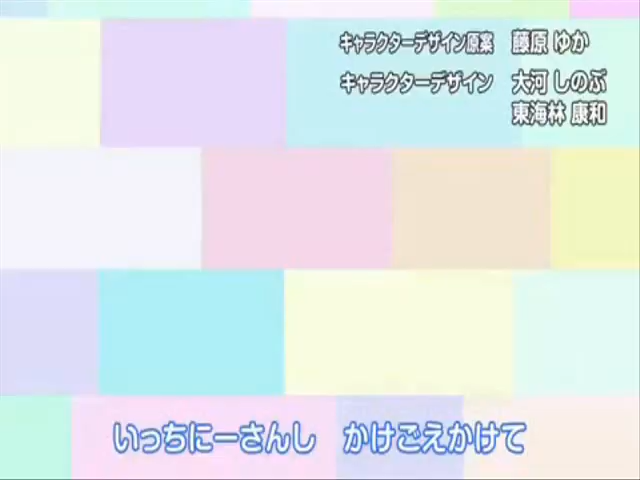 キャラクターデザイン原案 藤原 ゆか
キャラクターデザイン 大河 しのぶ
東海林 康和
いっちにーさんし かけごえかけて